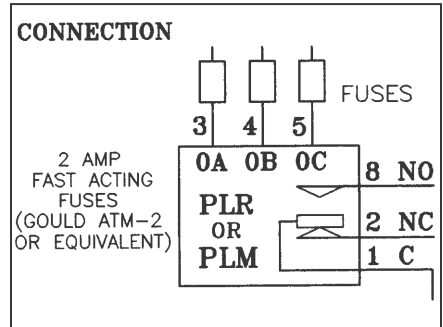 CONNECTION
FUSES
3 4 5
0A 0B 0C
2 AMP
FAST ACTING
FUSES
(GOULD ATM-2
OR EQUIVALENT)
PLR
OR
PLM
8 NO
2 NC
1 C